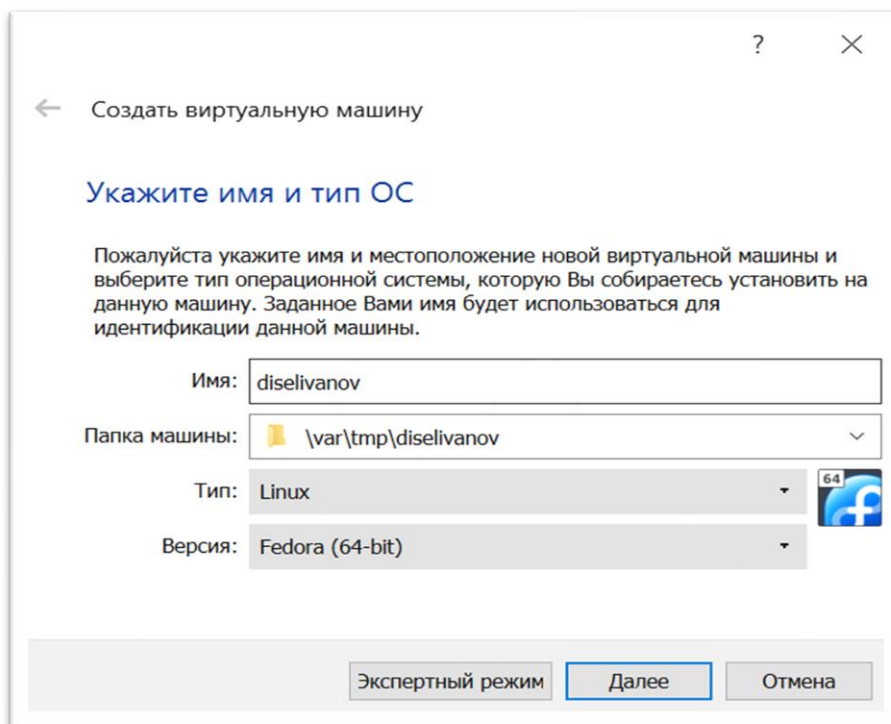 ?
Создать виртуальную машину
Укажите имя и тип ОС
Пожалуйста укажите имя и местоположение новой виртуальной машины и
выберите тип операционной системы, которую Вы собираетесь установить на
данную машину. Заданное Вами имя будет использоваться для
идентификации данной машины.
Имя: diselivanov
Папка машины: \var\tmp\diselivanov
Тип: Linux
64
Версия: Fedora (64-bit)
Экспертный режим Далее Отмена